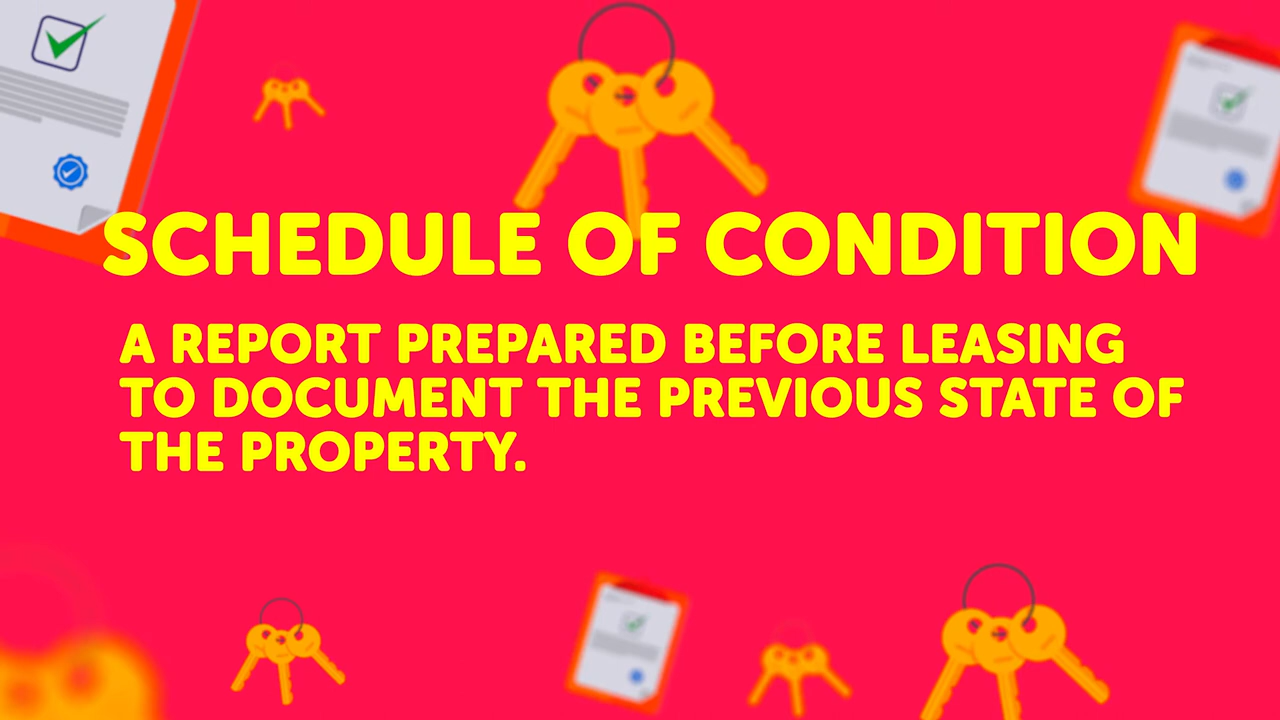 SCHEDULE OF CONDITION
A REPORT PREPARED BEFORE LEASING
TO DOCUMENT THE PREVIOUS STATE OF
THE PROPERTY.